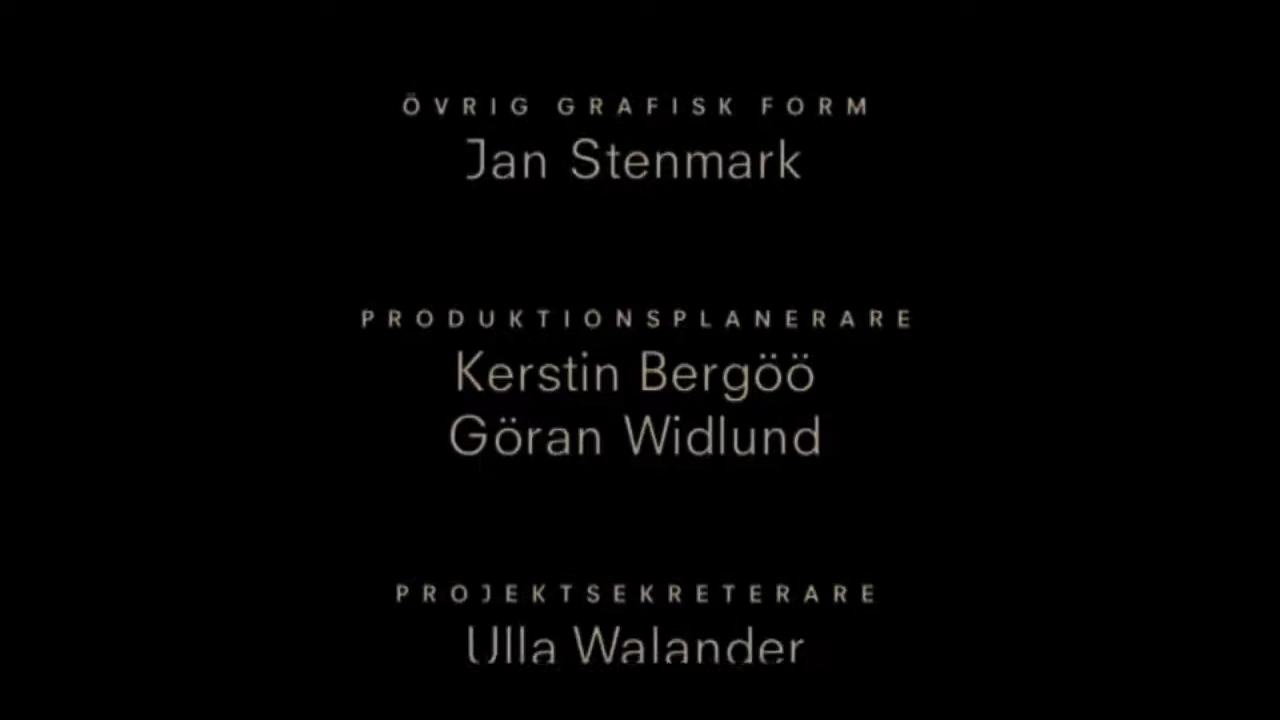 ÖVRIG GRAFISK FORM
Jan Stenmark
PRODUKTIONSPLANERARE
Kerstin Bergöö
Göran Widlund
PROJEKTSEKRETERARE
Ulla Walander